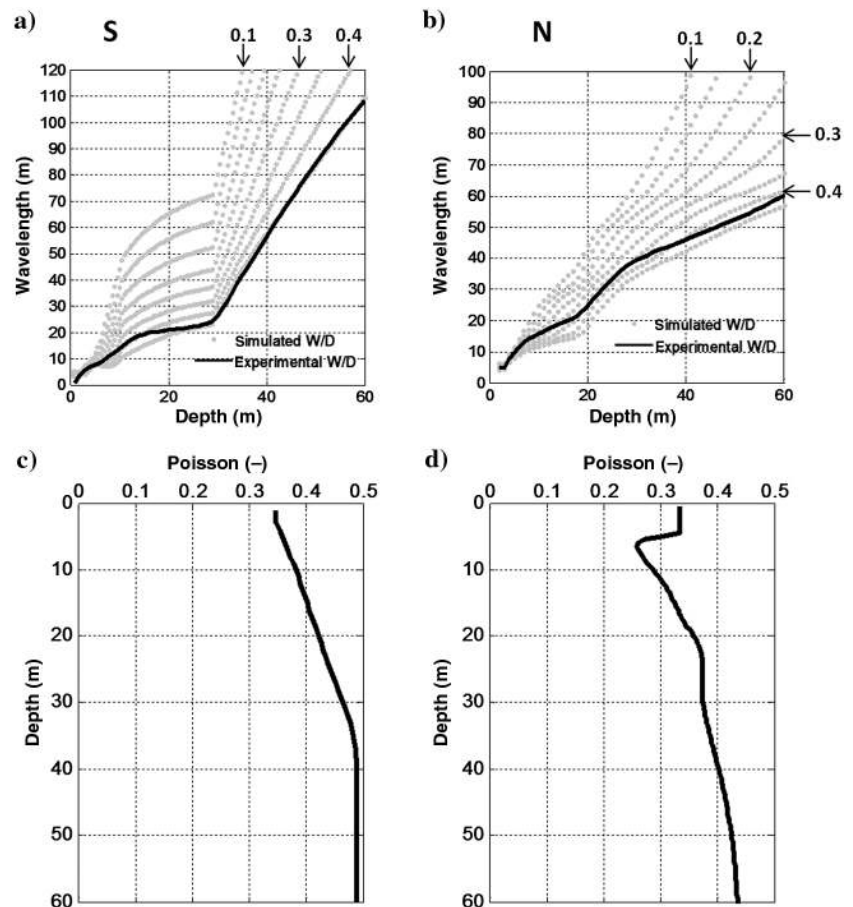 a) S 0.1 0.3 0.4
120
110
100
90
80
70
60
50
40
30
20
10
0
Wavelength (m)
Simulated W/D
Experimental W/D
0 20 40 60
Depth (m)
b) N 0.1 0.2
100
90
80
70
60
50
40
30
20
10
0
Wavelength (m)
0.3
0.4
Simulated W/D
Experimental W/D
0 20 40 60
Depth (m)
c)
Poisson (–)
0 0.1 0.2 0.3 0.4 0.5
0
10
20
30
40
50
60
Depth (m)
d)
Poisson (–)
0 0.1 0.2 0.3 0.4 0.5
0
10
20
30
40
50
60
Depth (m)